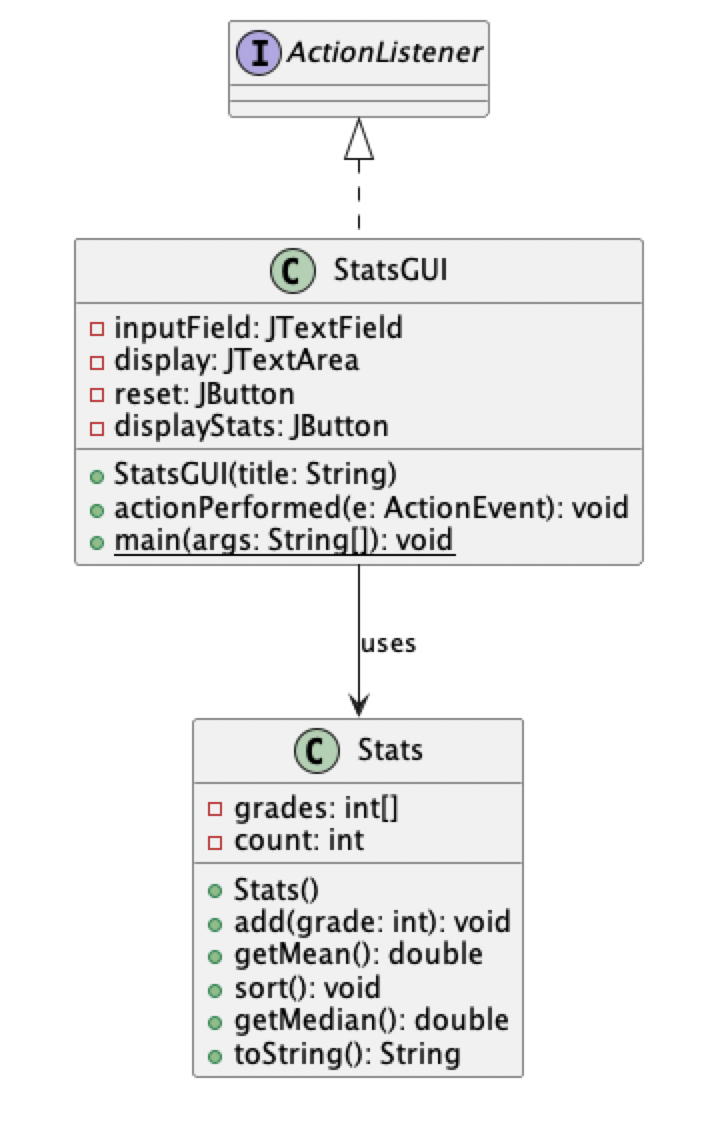 I ActionListener
C StatsGUI
inputField: JTextField
display: JTextArea
reset: JButton
displayStats: JButton
StatsGUI(title: String)
actionPerformed(e: ActionEvent): void
main(args: String[]): void
uses
C Stats
grades: int[]
count: int
Stats()
add(grade: int): void
getMean(): double
sort(): void
getMedian(): double
toString(): String